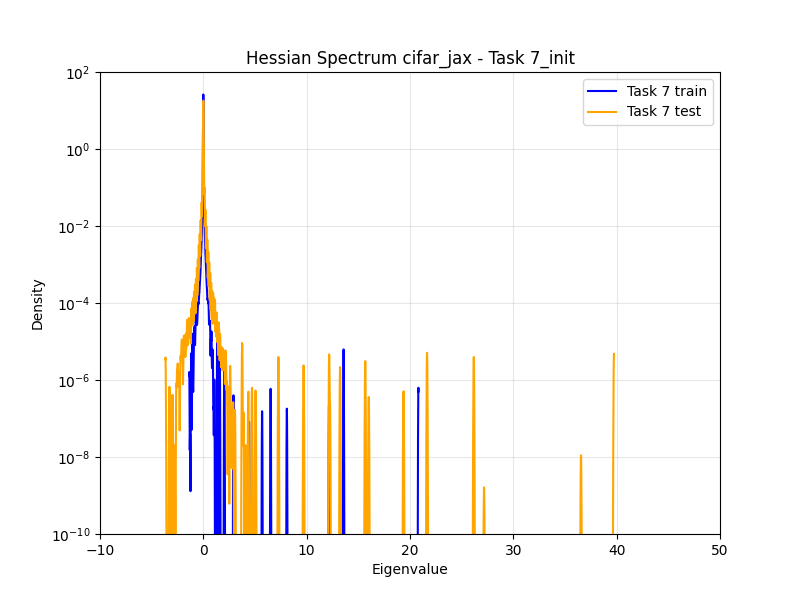 Hessian Spectrum cifar_jax - Task 7_init
Task 7 train
Task 7 test
Density
10^2
10^0
10^-2
10^-4
10^-6
10^-8
10^-10
-10
0
10
20
30
40
50
Eigenvalue